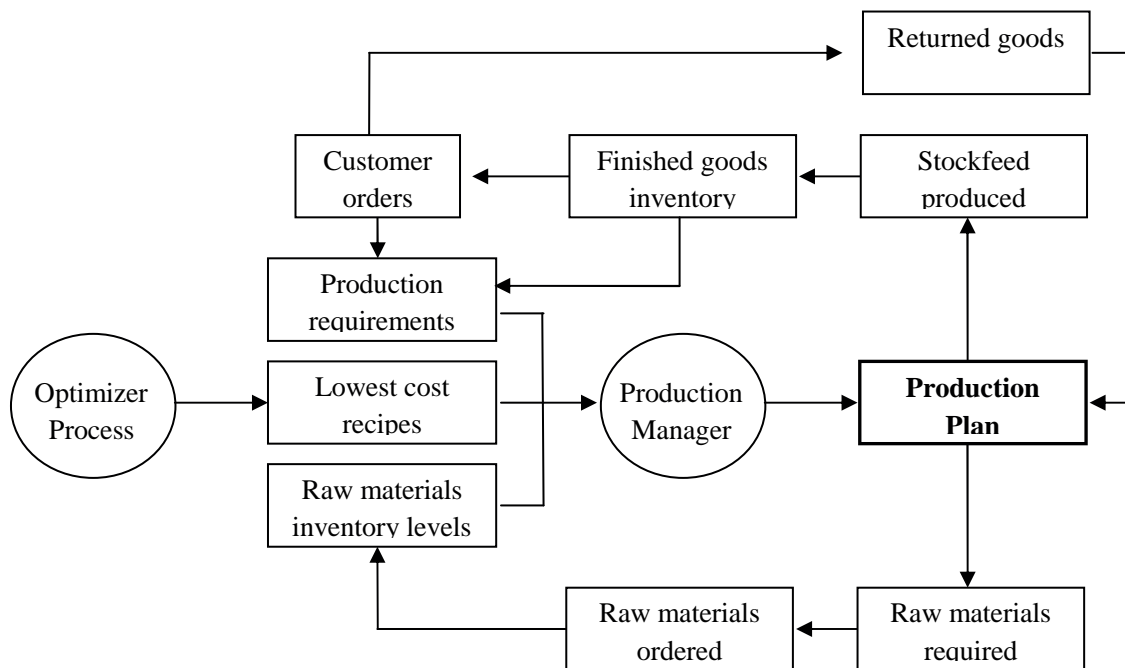 Returned goods
Customer
orders
Finished goods
inventory
Stockfeed
produced
Production
requirements
Optimizer
Process
Lowest cost
recipes
Production
Manager
Production
Plan
Raw materials
inventory levels
Raw materials
ordered
Raw materials
required